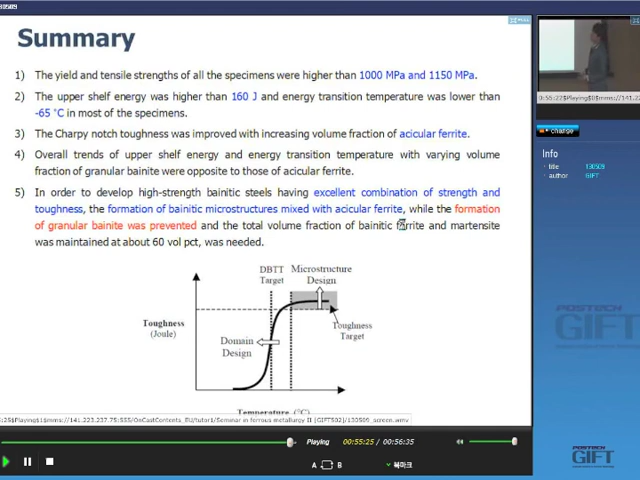 130509
Summary
1) The yield and tensile strengths of all the specimens were higher than 1000 MPa and 1150 MPa.
2) The upper shelf energy was higher than 160 J and energy transition temperature was lower than
-65 °C in most of the specimens.
3) The Charpy notch toughness was improved with increasing volume fraction of acicular ferrite.
4) Overall trends of upper shelf energy and energy transition temperature with varying volume
fraction of granular bainite were opposite to those of acicular ferrite.
5) In order to develop high-strength bainitic steels having excellent combination of strength and
toughness, the formation of bainitic microstructures mixed with acicular ferrite, while the formation
of granular bainite was prevented and the total volume fraction of bainitic ferrite and martensite
was maintained at about 60 vol pct, was needed.
DBTT
Target
Microstructure
Design
Toughness
(Joule)
Toughness
Target
Domain
Design
Temperature (°C)
change
Info
title 130509
author GIFT
POSTECH
GIFT
Playing
00:55:25 / 00:56:35
A B
북마크
POSTECH
GIFT